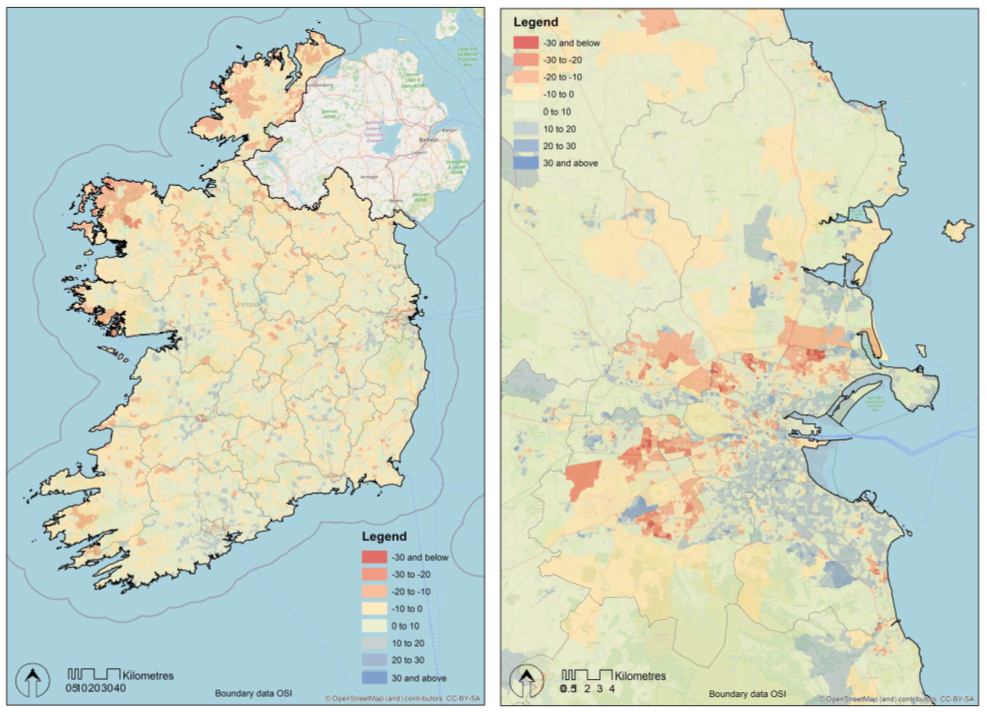 Belfast
Legend
-30 and below
-30 to -20
-20 to -10
-10 to 0
0 to 10
10 to 20
20 to 30
30 and above
Kilometres
0510203040
Boundary data OSI
© OpenStreetMap (and) contributors, CC-BY-SA
Legend
-30 and below
-30 to -20
-20 to -10
-10 to 0
0 to 10
10 to 20
20 to 30
30 and above
Kilometres
0 0.5 1 2 3 4
Boundary data OSI
© OpenStreetMap (and) contributors, CC-BY-SA